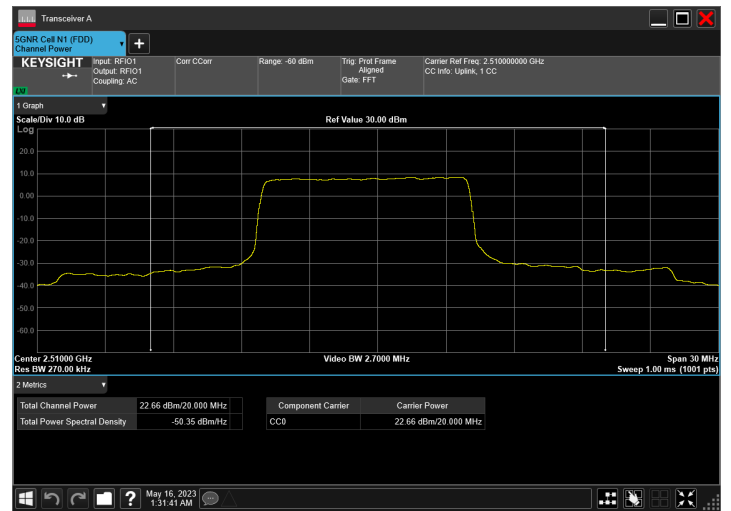 Transceiver A
5GNR Cell N1 (FDD)
Channel Power
KEYSIGHT
Input: RFIO1
Output: RFIO1
Coupling: AC
Corr CCorr
Range: -60 dBm
Trig: Prot Frame
Aligned
Gate: FFT
Carrier Ref Freq: 2.510000000 GHz
CC Info: Uplink, 1 CC
LXI
1 Graph
Scale/Div 10.0 dB
Ref Value 30.00 dBm
Log
20.0
10.0
0.00
-10.0
-20.0
-30.0
-40.0
-50.0
-60.0
Center 2.51000 GHz
Video BW 2.7000 MHz
Span 30 MHz
Res BW 270.00 kHz
Sweep 1.00 ms (1001 pts)
2 Metrics
Total Channel Power 22.66 dBm/20.000 MHz
Total Power Spectral Density -50.35 dBm/Hz
Component Carrier Carrier Power
CC0 22.66 dBm/20.000 MHz
?
May 16, 2023
1:31:41 AM